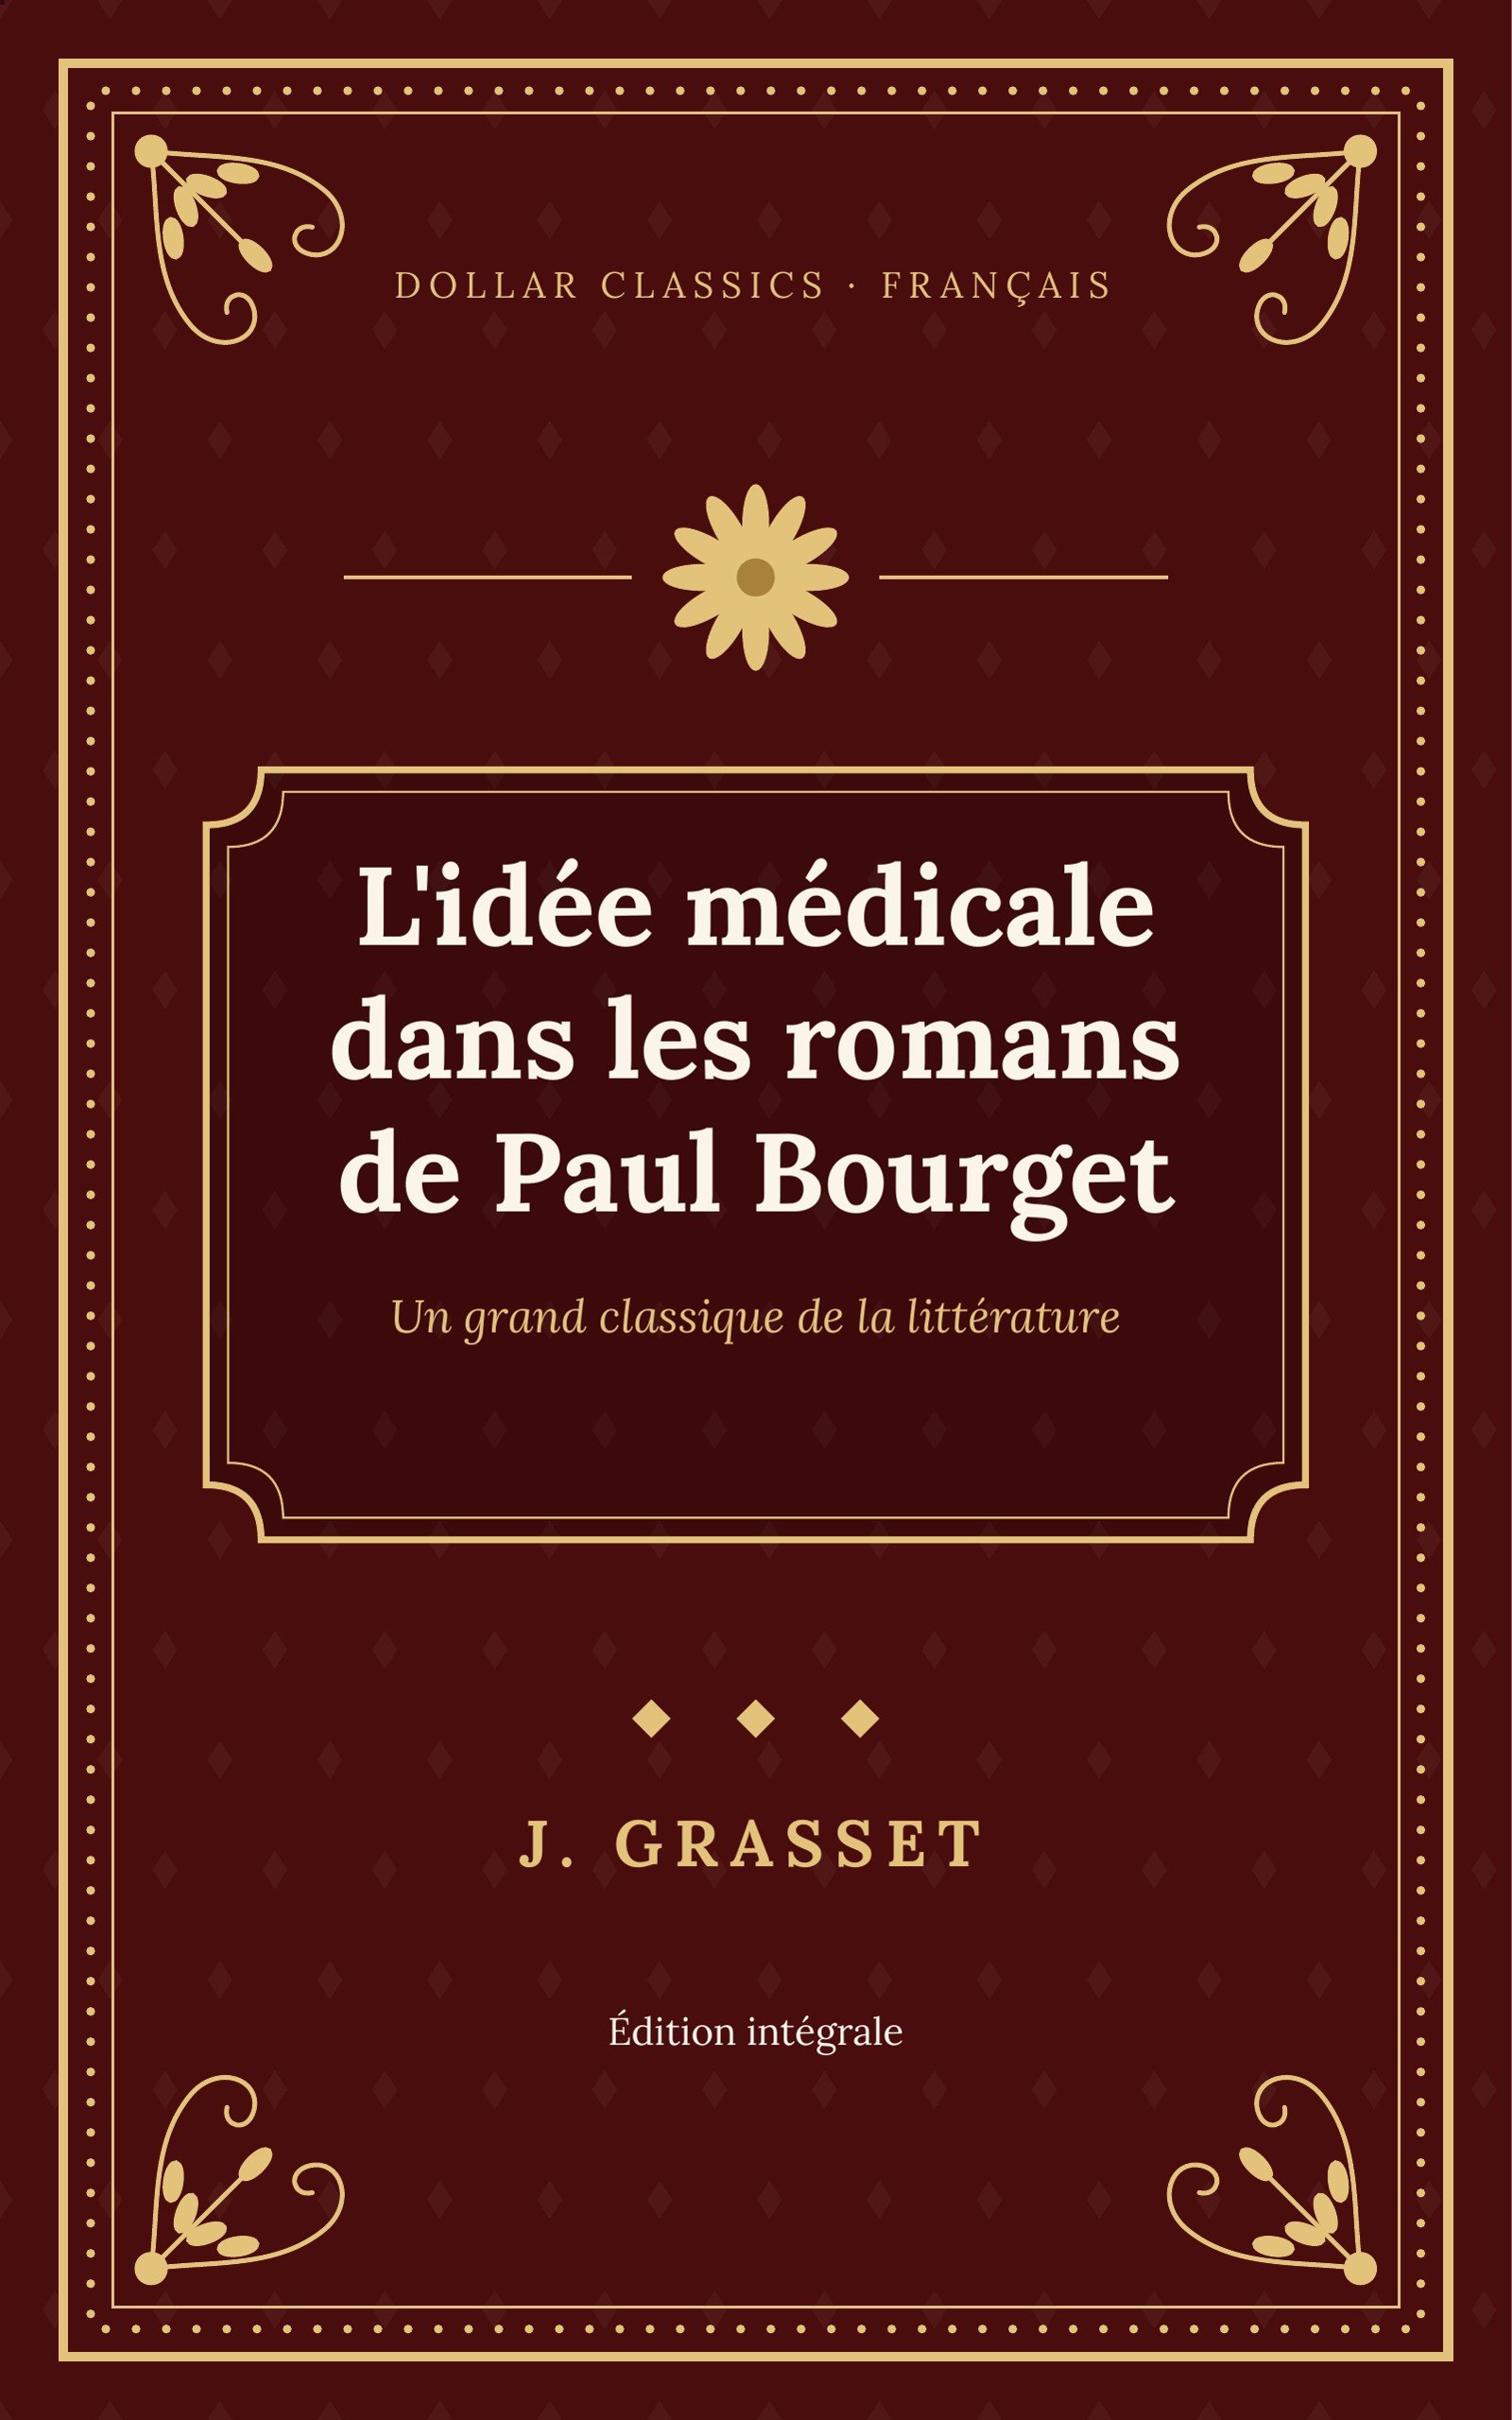 DOLLAR CLASSICS · FRANÇAIS
L'idée médicale
dans les romans
de Paul Bourget
Un grand classique de la littérature
J. GRASSET
Édition intégrale